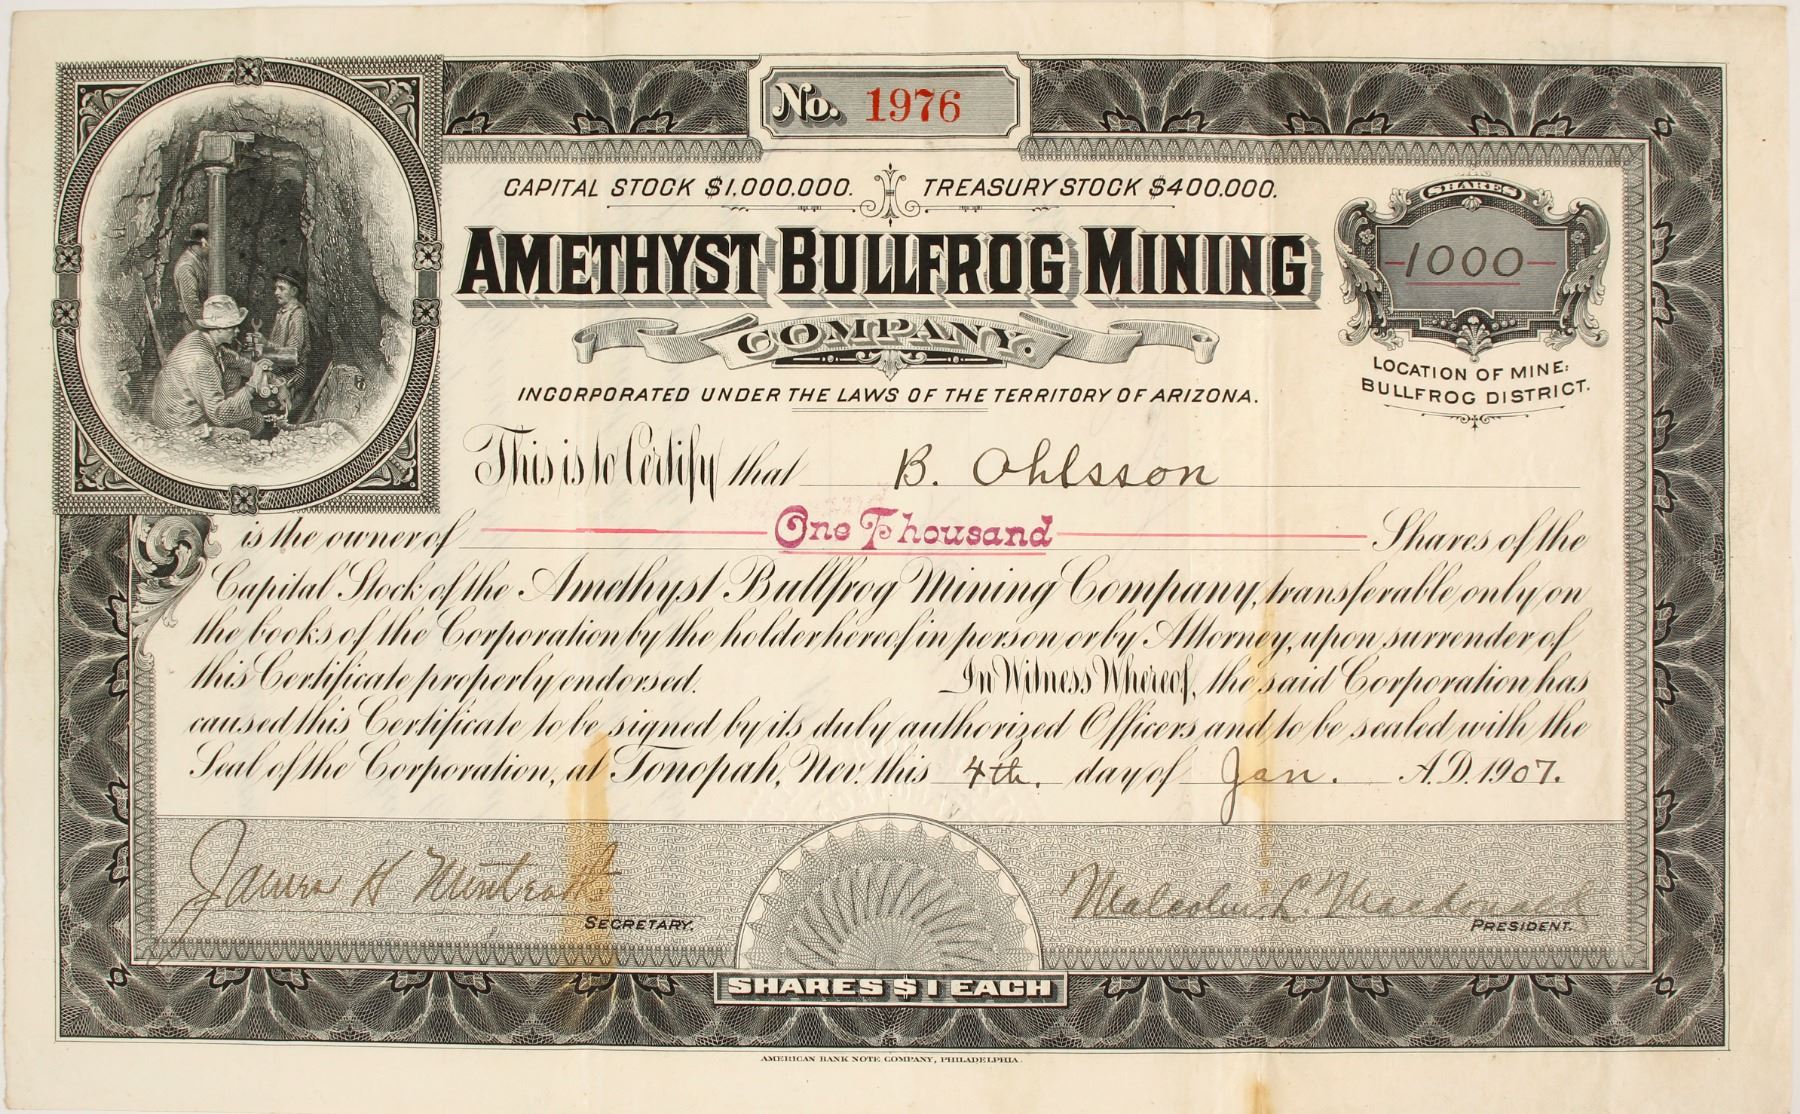 No. 1976
CAPITAL STOCK $1,000,000. TREASURY STOCK $400,000.
SHARES
1000
AMETHYST BULLFROG MINING
COMPANY.
LOCATION OF MINE:
BULLFROG DISTRICT.
INCORPORATED UNDER THE LAWS OF THE TERRITORY OF ARIZONA.
This is to Certify that B. Ohlsson
is the owner of One Thousand Shares of the
Capital Stock of the Amethyst Bullfrog Mining Company, transferable only on
the books of the Corporation by the holder hereof in person or by Attorney, upon surrender of
this Certificate properly endorsed. In Witness Whereof, the said Corporation has
caused this Certificate to be signed by its duly authorized Officers and to be sealed with the
Seal of the Corporation, at Tonopah, Nev. this 4th. day of Jan. A.D. 1907.
James H
SECRETARY.
Malcolm L Macdonald
PRESIDENT.
SHARES $1 EACH
AMERICAN BANK NOTE COMPANY, PHILADELPHIA.